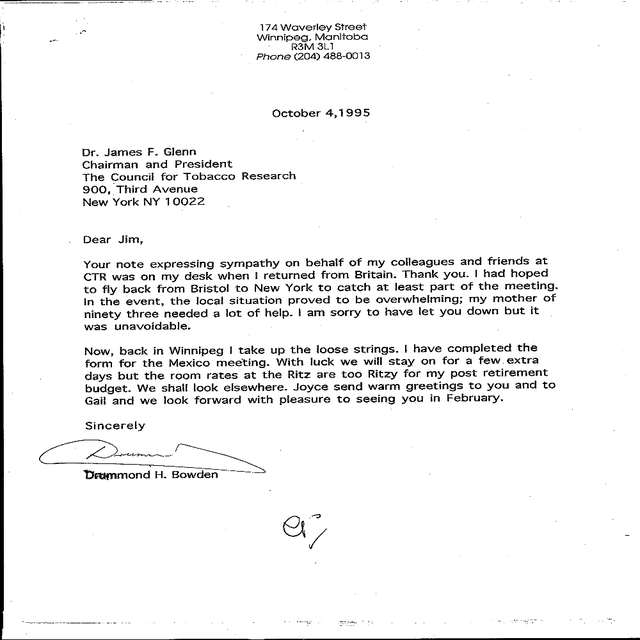 174 Waverley Street
Winnipeg, Manitoba
R3M 3L1
Phone (204) 488-0013
October 4,1995
Dr. James F. Glenn
Chairman and President
The Council for Tobacco Research
900, Third Avenue
New York NY 10022
Dear Jim,
Your note expressing sympathy on behalf of my colleagues and friends at
CTR was on my desk when I returned from Britain. Thank you. I had hoped
to fly back from Bristol to New York to catch at least part of the meeting.
In the event, the local situation proved to be overwhelming; my mother of
ninety three needed a lot of help. I am sorry to have let you down but it
was unavoidable.
Now, back in Winnipeg I take up the loose strings. I have completed the
form for the Mexico meeting. With luck we will stay on for a few extra
days but the room rates at the Ritz are too Ritzy for my post retirement
budget. We shall look elsewhere. Joyce send warm greetings to you and to
Gail and we look forward with pleasure to seeing you in February.
Sincerely
Drummond H. Bowden